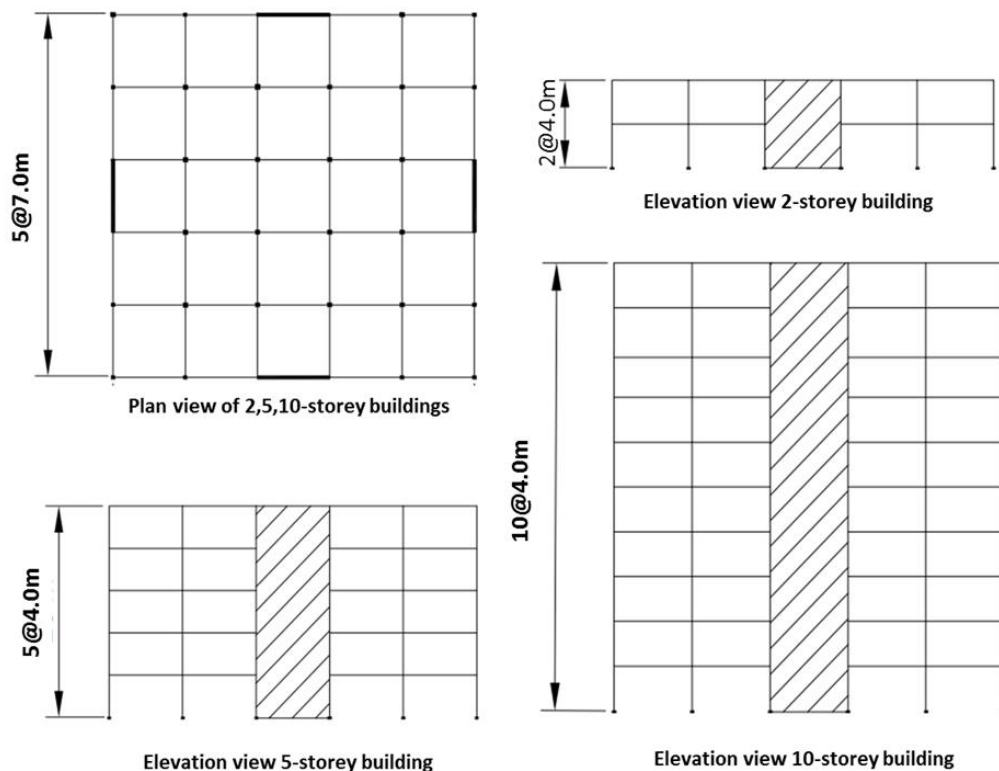 5@7.0m
Plan view of 2,5,10-storey buildings
2@4.0m
Elevation view 2-storey building
5@4.0m
Elevation view 5-storey building
10@4.0m
Elevation view 10-storey building